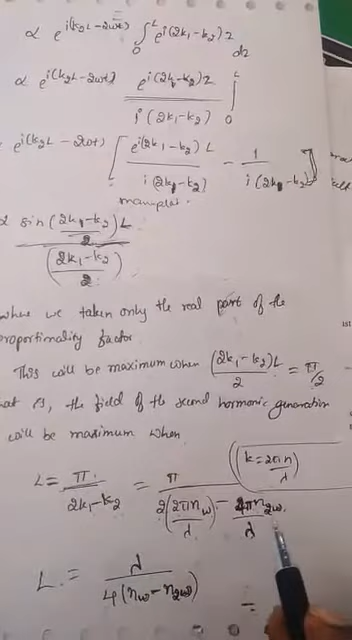 ∝ e^{i(k₂L-2ωt)} ∫₀^L e^{i(2k₁-k₂)z} dz
∝ e^{i(k₂L-2ωt)} e^{i(2k₁-k₂)z} / i(2k₁-k₂) |₀^L
e^{i(k₂L-2ωt)} [ e^{i(2k₁-k₂)L} / i(2k₁-k₂) - 1 / i(2k₁-k₂) ]
∝ sin((2k₁-k₂)/2)L / ((2k₁-k₂)/2)
where we taken only the real part of the
proportionality factor.
This will be maximum when (2k₁-k₂)L / 2 = π/2
, the field of the second harmonic generation
will be maximum when
(k = 2πn/λ)
L = π / 2k₁-k₂ = π / 2(2πn_ω/λ) - 4πn_{2ω}/λ
L = λ / 4(n_ω - n_{2ω})
=
1st